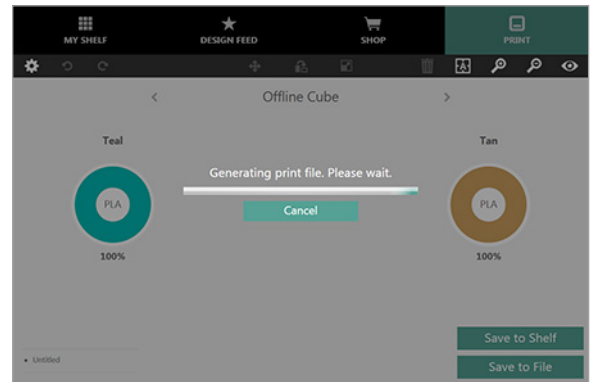 MY SHELF
DESIGN FEED
SHOP
PRINT
A
< Offline Cube >
Teal
Tan
Generating print file. Please wait.
PLA
Cancel
PLA
100%
100%
Save to Shelf
• Untitled
Save to File